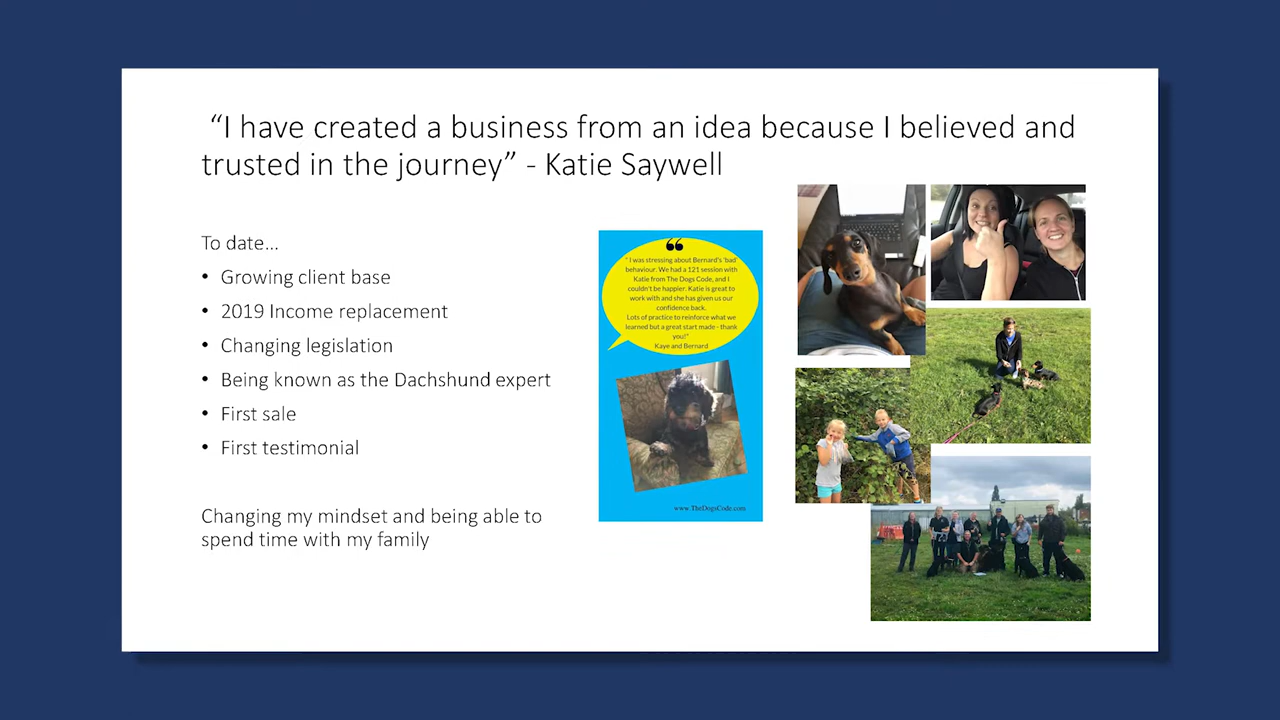 “I have created a business from an idea because I believed and
trusted in the journey” - Katie Saywell
To date...
• Growing client base
• 2019 Income replacement
• Changing legislation
• Being known as the Dachshund expert
• First sale
• First testimonial
Changing my mindset and being able to
spend time with my family
“
" I was stressing about Bernard's 'bad'
behaviour. We had a 121 session with
Katie from The Dogs Code, and I
couldn't be happier. Katie is great to
work with and she has given us our
confidence back.
Lots of practice to reinforce what we
learned but a great start made - thank
you!"
Kaye and Bernard
www.TheDogsCode.com